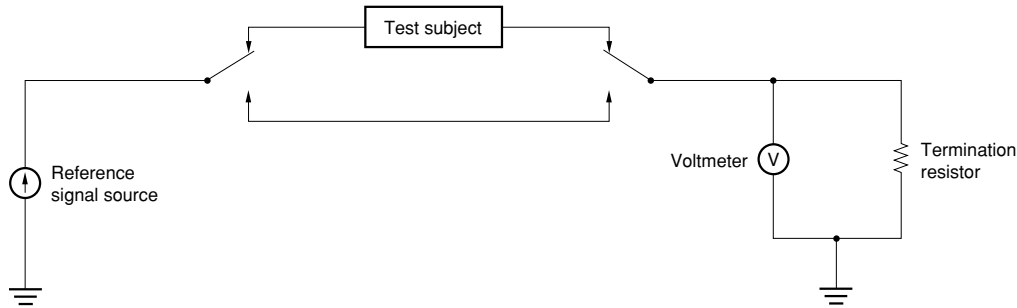 Test subject
Reference
signal source
Voltmeter
V
Termination
resistor